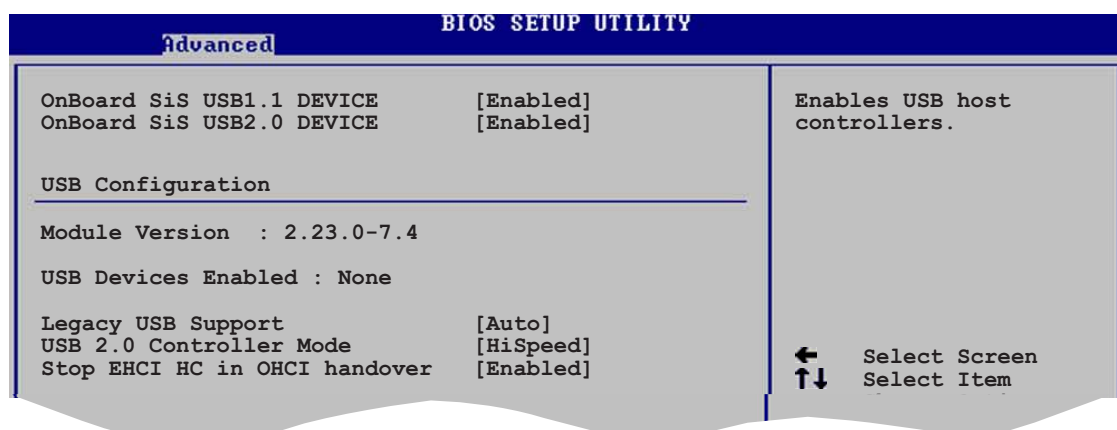 BIOS SETUP UTILITY
Advanced
OnBoard SiS USB1.1 DEVICE [Enabled]
OnBoard SiS USB2.0 DEVICE [Enabled]
USB Configuration
Module Version : 2.23.0-7.4
USB Devices Enabled : None
Legacy USB Support [Auto]
USB 2.0 Controller Mode [HiSpeed]
Stop EHCI HC in OHCI handover [Enabled]
Enables USB host
controllers.
Select Screen
Select Item